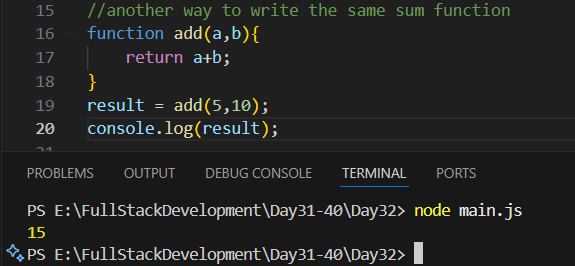 15 //another way to write the same sum function
16 function add(a,b){
17     return a+b;
18 }
19 result = add(5,10);
20 console.log(result);
PROBLEMS OUTPUT DEBUG CONSOLE TERMINAL PORTS
PS E:\FullStackDevelopment\Day31-40\Day32> node main.js
15
PS E:\FullStackDevelopment\Day31-40\Day32>